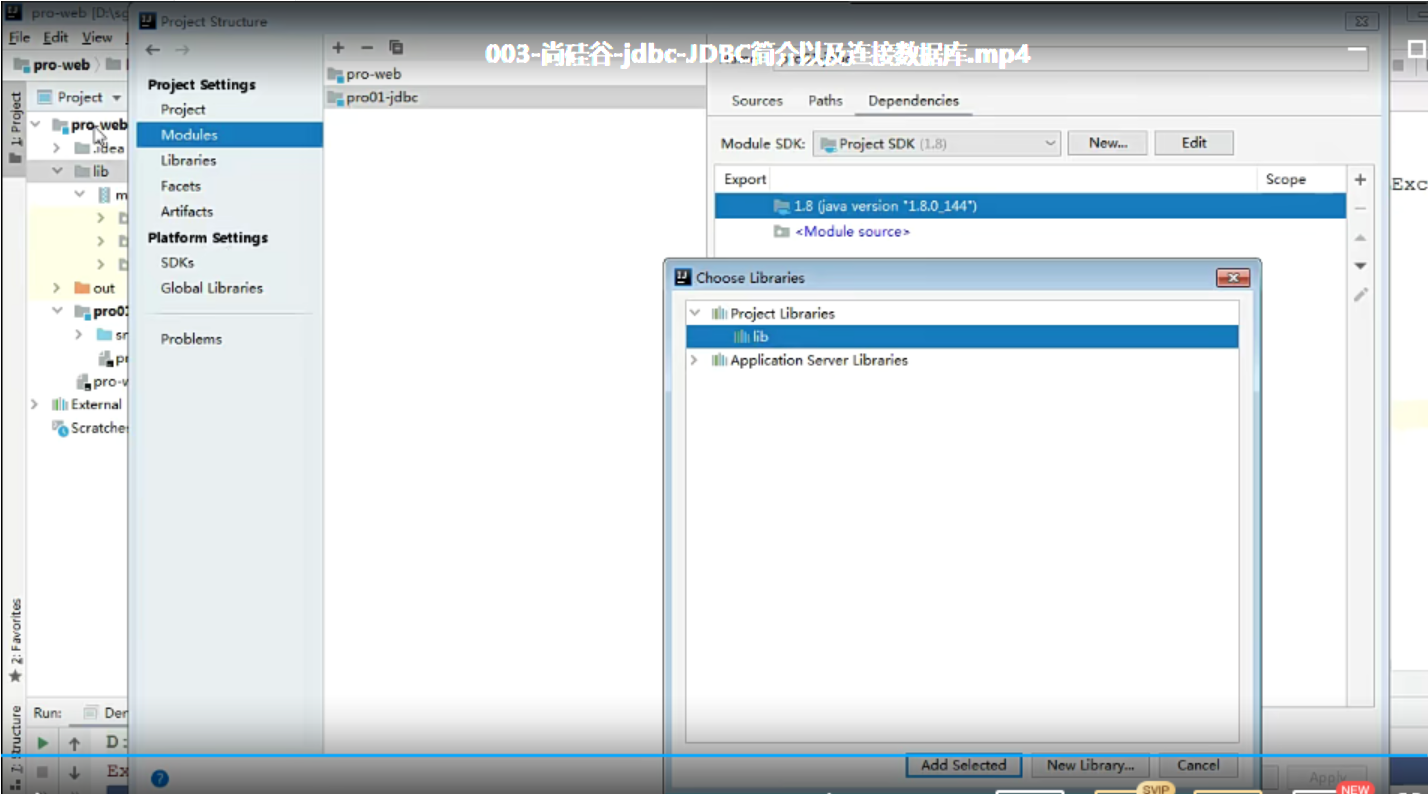 pro-web [D:\sg
Project Structure
File Edit View
003-尚硅谷-jdbc-JDBC简介以及连接数据库.mp4
pro-web
Project
1: Project
pro-web
.idea
lib
m
out
pro01
sr
pr
pro-w
External
Scratches
2: Favorites
Run: Der
Structure
D:
Ex
Project Settings
Project
Modules
Libraries
Facets
Artifacts
Platform Settings
SDKs
Global Libraries
Problems
pro-web
pro01-jdbc
Sources Paths Dependencies
Module SDK: Project SDK (1.8) New... Edit
Export Scope
Exc
1.8 (java version "1.8.0_144")
<Module source>
Choose Libraries
Project Libraries
lib
Application Server Libraries
Add Selected New Library... Cancel
Apply
SVIP
NEW